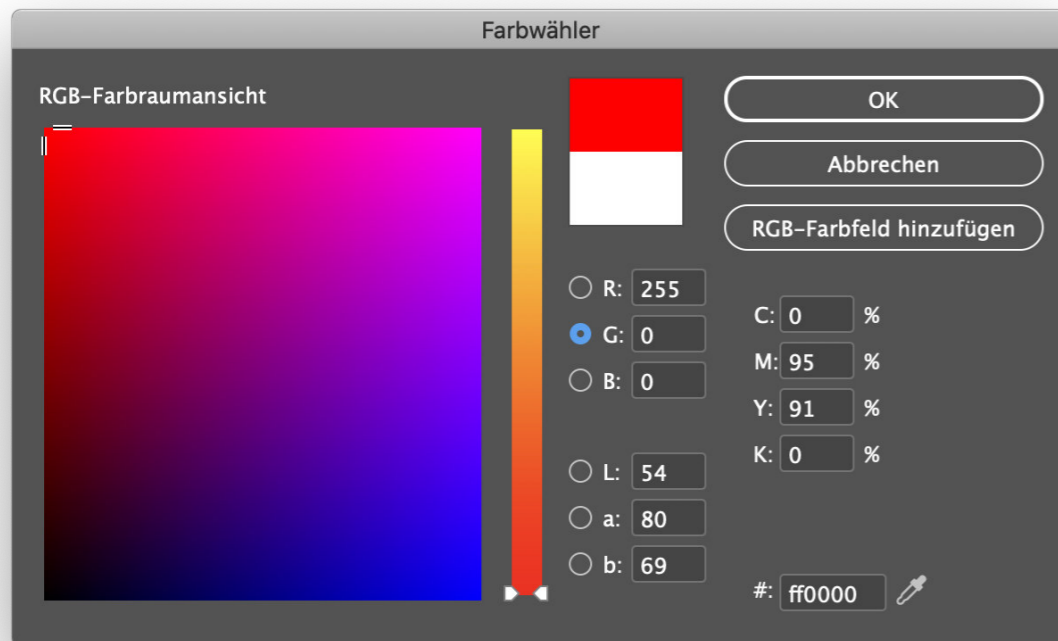 Farbwähler
RGB-Farbraumansicht
OK
Abbrechen
RGB-Farbfeld hinzufügen
R: 255
G: 0
B: 0
L: 54
a: 80
b: 69
C: 0 %
M: 95 %
Y: 91 %
K: 0 %
#: ff0000